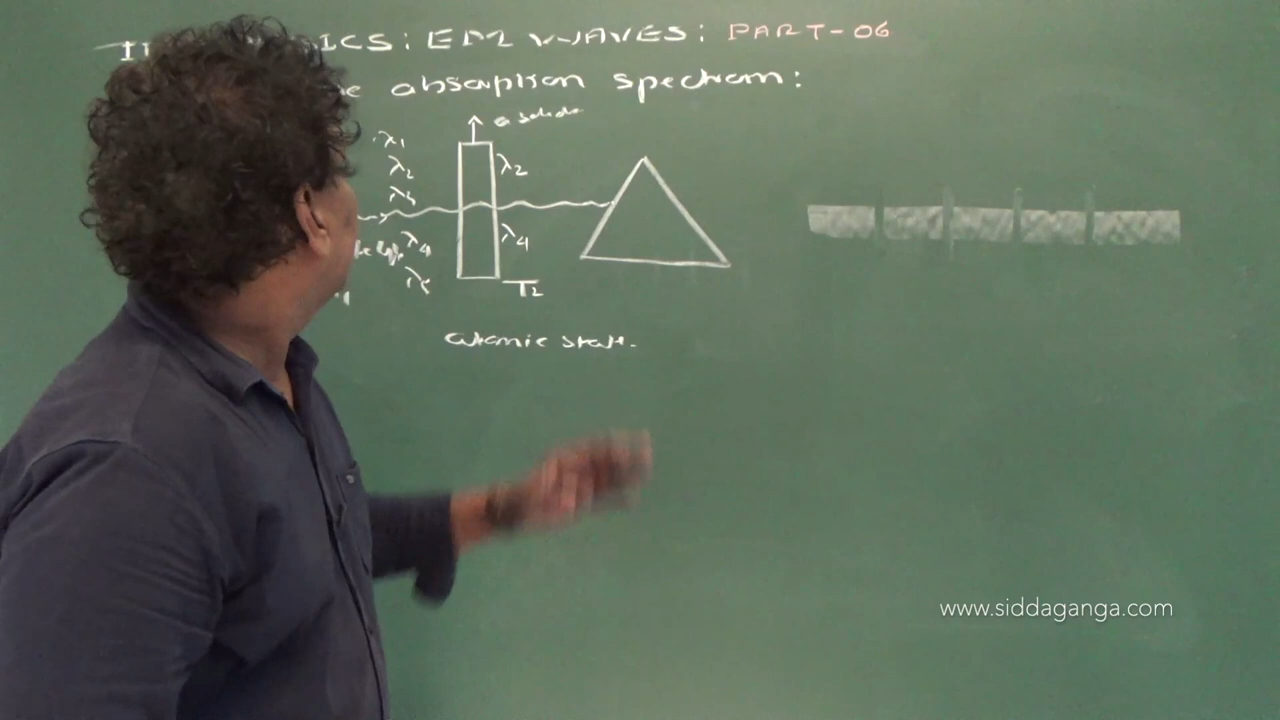 ICS: EM WAVES: PART-06
absorption spectrum:
λ1
λ2
λ2
λ3
λ4
λ4
T2
atomic state.
www.siddaganga.com